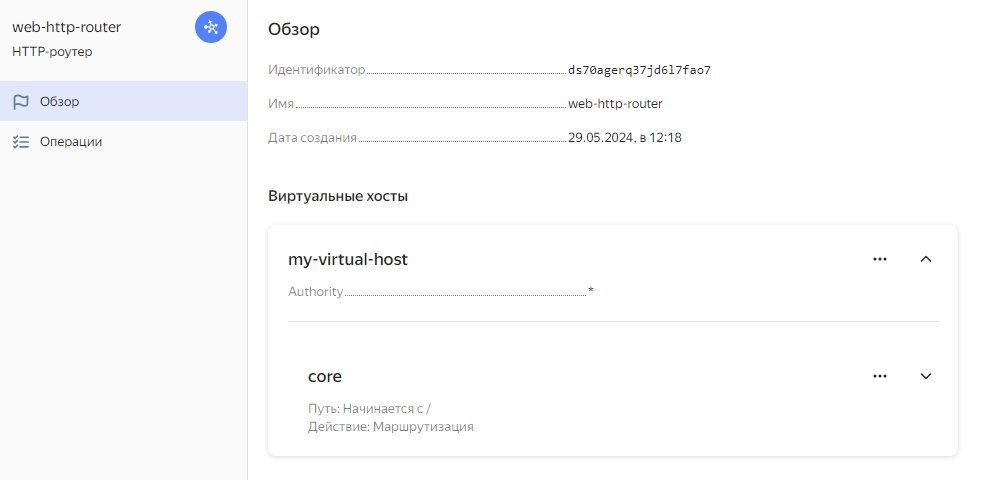 web-http-router
HTTP-роутер
Обзор
Операции
Обзор
Идентификатор ds70agerq37jd6l7fao7
Имя web-http-router
Дата создания 29.05.2024, в 12:18
Виртуальные хосты
my-virtual-host
Authority *
core
Путь: Начинается с /
Действие: Маршрутизация